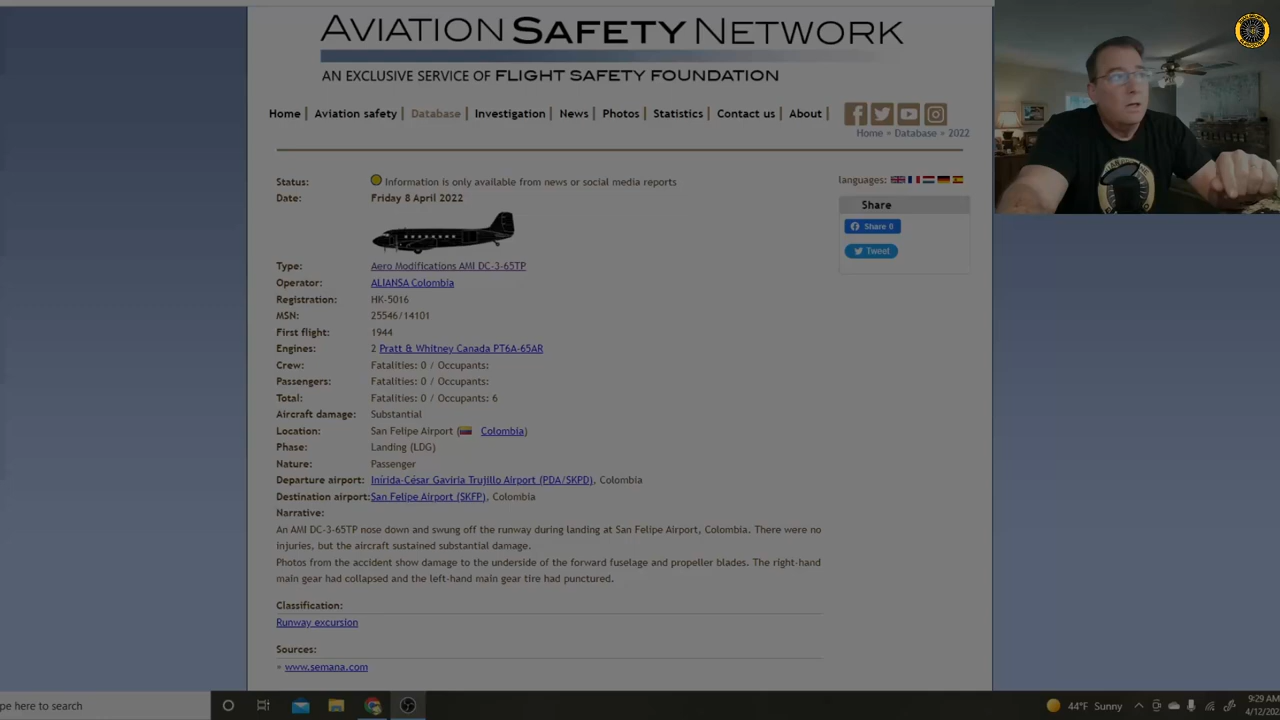 AVIATION SAFETY NETWORK
AN EXCLUSIVE SERVICE OF FLIGHT SAFETY FOUNDATION
Home | Aviation safety | Database | Investigation | News | Photos | Statistics | Contact us | About |
Home » Database » 2022
Status: Information is only available from news or social media reports
languages:
Date: Friday 8 April 2022
Share
Share 0
Tweet
Type: Aero Modifications AMI DC-3-65TP
Operator: ALIANSA Colombia
Registration: HK-5016
MSN: 25546/14101
First flight: 1944
Engines: 2 Pratt & Whitney Canada PT6A-65AR
Crew: Fatalities: 0 / Occupants:
Passengers: Fatalities: 0 / Occupants:
Total: Fatalities: 0 / Occupants: 6
Aircraft damage: Substantial
Location: San Felipe Airport ( Colombia)
Phase: Landing (LDG)
Nature: Passenger
Departure airport: Inírida-César Gaviria Trujillo Airport (PDA/SKPD), Colombia
Destination airport: San Felipe Airport (SKFP), Colombia
Narrative:
An AMI DC-3-65TP nose down and swung off the runway during landing at San Felipe Airport, Colombia. There were no
injuries, but the aircraft sustained substantial damage.
Photos from the accident show damage to the underside of the forward fuselage and propeller blades. The right-hand
main gear had collapsed and the left-hand main gear tire had punctured.
Classification:
Runway excursion
Sources:
» www.semana.com
pe here to search
44°F Sunny
9:29 AM
4/12/202